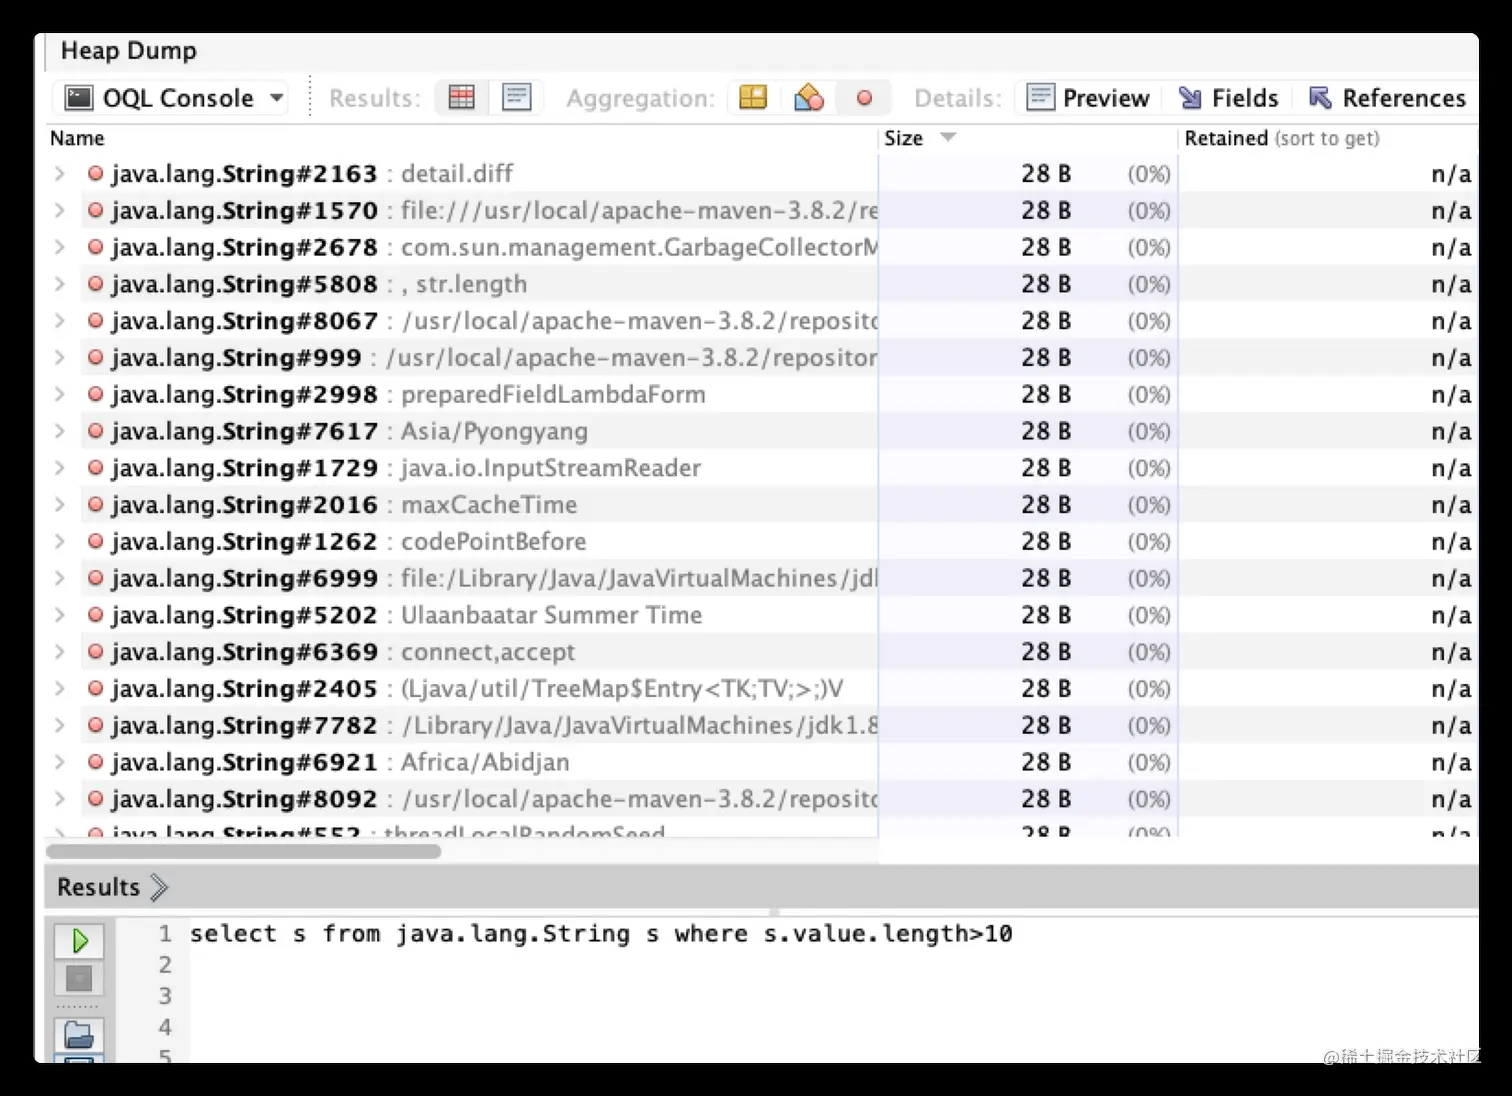 Heap Dump
OQL Console Results: Aggregation: Details: Preview Fields References
Name Size Retained (sort to get)
java.lang.String#2163 : detail.diff 28 B (0%) n/a
java.lang.String#1570 : file:///usr/local/apache-maven-3.8.2/re 28 B (0%) n/a
java.lang.String#2678 : com.sun.management.GarbageCollectorM 28 B (0%) n/a
java.lang.String#5808 : , str.length 28 B (0%) n/a
java.lang.String#8067 : /usr/local/apache-maven-3.8.2/reposito 28 B (0%) n/a
java.lang.String#999 : /usr/local/apache-maven-3.8.2/repositor 28 B (0%) n/a
java.lang.String#2998 : preparedFieldLambdaForm 28 B (0%) n/a
java.lang.String#7617 : Asia/Pyongyang 28 B (0%) n/a
java.lang.String#1729 : java.io.InputStreamReader 28 B (0%) n/a
java.lang.String#2016 : maxCacheTime 28 B (0%) n/a
java.lang.String#1262 : codePointBefore 28 B (0%) n/a
java.lang.String#6999 : file:/Library/Java/JavaVirtualMachines/jd 28 B (0%) n/a
java.lang.String#5202 : Ulaanbaatar Summer Time 28 B (0%) n/a
java.lang.String#6369 : connect,accept 28 B (0%) n/a
java.lang.String#2405 : (Ljava/util/TreeMap$Entry<TK;TV;>;)V 28 B (0%) n/a
java.lang.String#7782 : /Library/Java/JavaVirtualMachines/jdk1.8 28 B (0%) n/a
java.lang.String#6921 : Africa/Abidjan 28 B (0%) n/a
java.lang.String#8092 : /usr/local/apache-maven-3.8.2/reposito 28 B (0%) n/a
java.lang.String#552 : threadLocalRandomSeed 28 B (0%) n/a
Results
1 select s from java.lang.String s where s.value.length>10
2
3
4
5
@稀土掘金技术社区